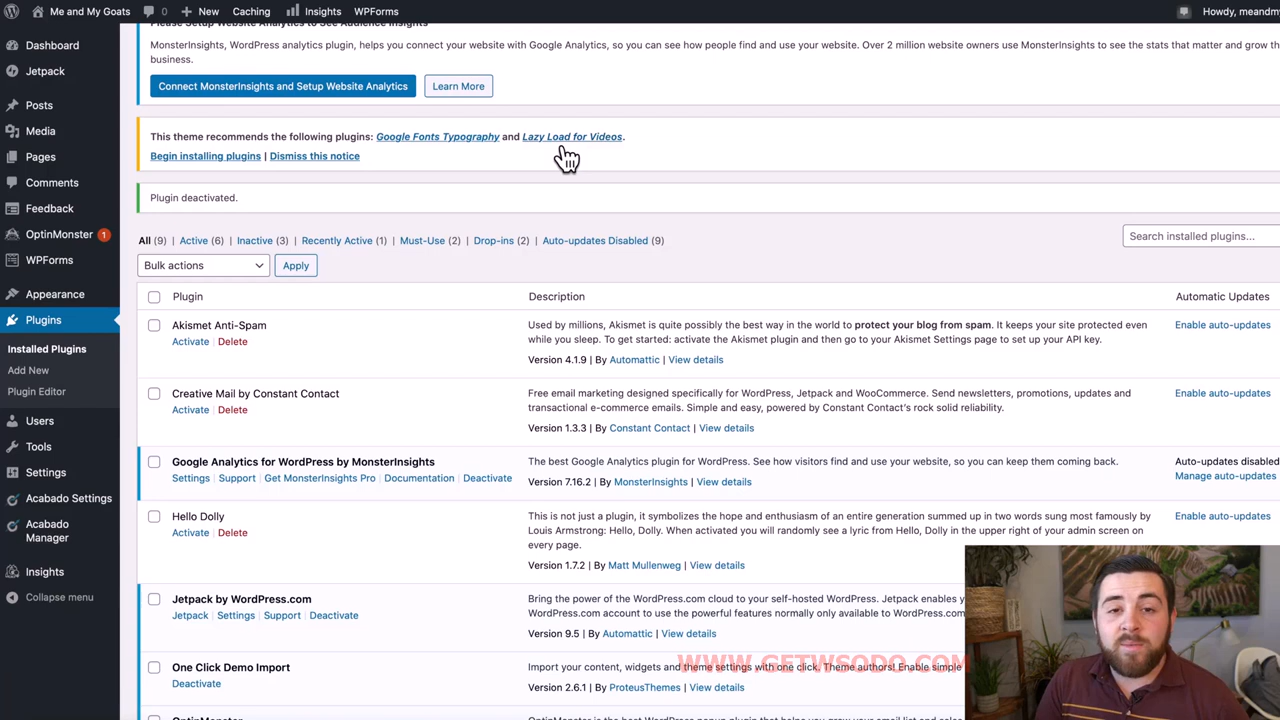 Me and My Goats 0 New Caching Insights WPForms Howdy, meandmy
Dashboard
Jetpack
Posts
Media
Pages
Comments
Feedback
OptinMonster 1
WPForms
Appearance
Plugins
Installed Plugins
Add New
Plugin Editor
Users
Tools
Settings
Acabado Settings
Acabado
Manager
Insights
Collapse menu
Please Setup Website Analytics to See Audience Insights
MonsterInsights, WordPress analytics plugin, helps you connect your website with Google Analytics, so you can see how people find and use your website. Over 2 million website owners use MonsterInsights to see the stats that matter and grow the
business.
Connect MonsterInsights and Setup Website Analytics Learn More
This theme recommends the following plugins: Google Fonts Typography and Lazy Load for Videos.
Begin installing plugins | Dismiss this notice
Plugin deactivated.
All (9) | Active (6) | Inactive (3) | Recently Active (1) | Must-Use (2) | Drop-ins (2) | Auto-updates Disabled (9)
Search installed plugins...
Bulk actions Apply
Plugin Description Automatic Updates
Akismet Anti-Spam
Activate | Delete
Used by millions, Akismet is quite possibly the best way in the world to protect your blog from spam. It keeps your site protected even
while you sleep. To get started: activate the Akismet plugin and then go to your Akismet Settings page to set up your API key.
Version 4.1.9 | By Automattic | View details
Enable auto-updates
Creative Mail by Constant Contact
Activate | Delete
Free email marketing designed specifically for WordPress, Jetpack and WooCommerce. Send newsletters, promotions, updates and
transactional e-commerce emails. Simple and easy, powered by Constant Contact's rock solid reliability.
Version 1.3.3 | By Constant Contact | View details
Enable auto-updates
Google Analytics for WordPress by MonsterInsights
Settings | Support | Get MonsterInsights Pro | Documentation | Deactivate
The best Google Analytics plugin for WordPress. See how visitors find and use your website, so you can keep them coming back.
Version 7.16.2 | By MonsterInsights | View details
Auto-updates disabled
Manage auto-updates
Hello Dolly
Activate | Delete
This is not just a plugin, it symbolizes the hope and enthusiasm of an entire generation summed up in two words sung most famously by
Louis Armstrong: Hello, Dolly. When activated you will randomly see a lyric from Hello, Dolly in the upper right of your admin screen on
every page.
Version 1.7.2 | By Matt Mullenweg | View details
Enable auto-updates
Jetpack by WordPress.com
Jetpack | Settings | Support | Deactivate
Bring the power of the WordPress.com cloud to your self-hosted WordPress. Jetpack enables y
WordPress.com account to use the powerful features normally only available to WordPress.com
Version 9.5 | By Automattic | View details
One Click Demo Import
Deactivate
Import your content, widgets and theme settings with one click. Theme authors! Enable simple
Version 2.6.1 | By ProteusThemes | View details
WWW.GETWSODO.COM